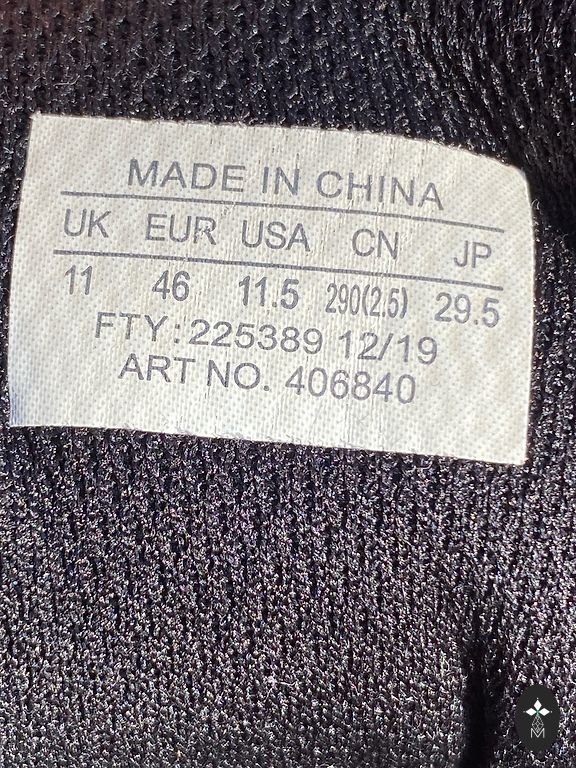 MADE IN CHINA
UK EUR USA CN JP
11 46 11.5 290(2.5) 29.5
FTY: 225389 12/19
ART NO. 406840
M